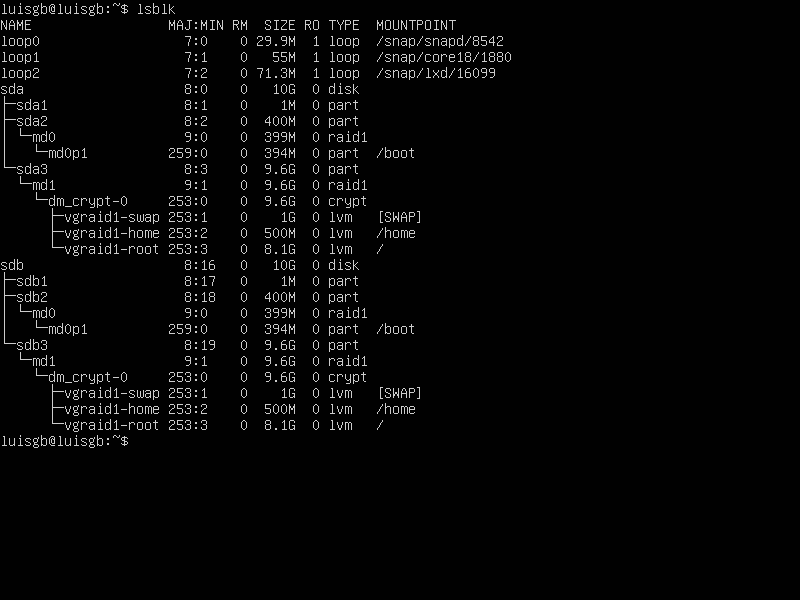 luisgb@luisgb:~$ lsblk
NAME                 MAJ:MIN RM  SIZE RO TYPE  MOUNTPOINT
loop0                  7:0    0 29.9M  1 loop  /snap/snapd/8542
loop1                  7:1    0   55M  1 loop  /snap/core18/1880
loop2                  7:2    0 71.3M  1 loop  /snap/lxd/16099
sda                    8:0    0   10G  0 disk
├─sda1                 8:1    0    1M  0 part
├─sda2                 8:2    0  400M  0 part
│ └─md0                9:0    0  399M  0 raid1
│   └─md0p1          259:0    0  394M  0 part  /boot
└─sda3                 8:3    0  9.6G  0 part
  └─md1                9:1    0  9.6G  0 raid1
    └─dm_crypt-0     253:0    0  9.6G  0 crypt
      ├─vgraid1-swap 253:1    0    1G  0 lvm   [SWAP]
      ├─vgraid1-home 253:2    0  500M  0 lvm   /home
      └─vgraid1-root 253:3    0  8.1G  0 lvm   /
sdb                    8:16   0   10G  0 disk
├─sdb1                 8:17   0    1M  0 part
├─sdb2                 8:18   0  400M  0 part
│ └─md0                9:0    0  399M  0 raid1
│   └─md0p1          259:0    0  394M  0 part  /boot
└─sdb3                 8:19   0  9.6G  0 part
  └─md1                9:1    0  9.6G  0 raid1
    └─dm_crypt-0     253:0    0  9.6G  0 crypt
      ├─vgraid1-swap 253:1    0    1G  0 lvm   [SWAP]
      ├─vgraid1-home 253:2    0  500M  0 lvm   /home
      └─vgraid1-root 253:3    0  8.1G  0 lvm   /
luisgb@luisgb:~$